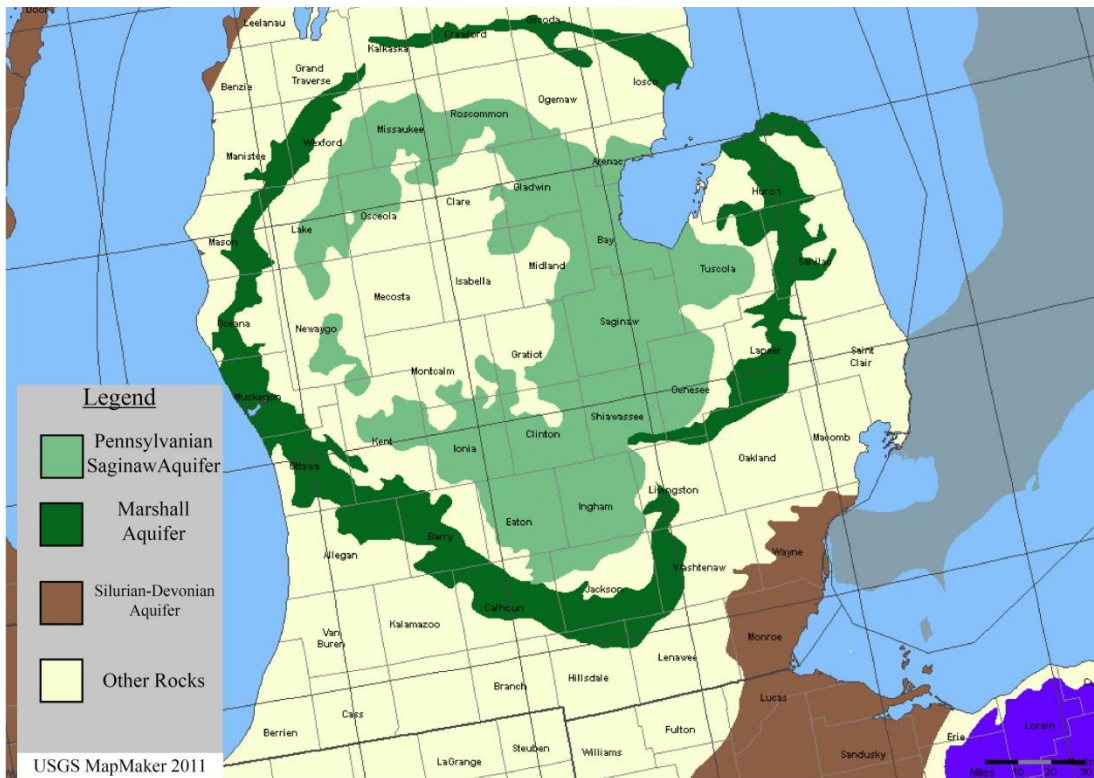 Door
Leelanau
Oscoda
Crawford
Kalkaska
Grand
Traverse
Iosco
Benzie
Ogemaw
Roscommon
Missaukee
Wexford
Manistee
Arenac
Gladwin
Huron
Clare
Osceola
Lake
Mason
Bay
Midland
Sanilac
Tuscola
Isabella
Mecosta
Saginaw
Oceana
Newaygo
Gratiot
Lapeer
Saint
Clair
Montcalm
Genesee
Muskegon
Shiawassee
Clinton
Kent
Ionia
Macomb
Oakland
Ottawa
Livingston
Ingham
Eaton
Barry
Allegan
Wayne
Washtenaw
Jackson
Calhoun
Kalamazoo
Van
Buren
Monroe
Lenawee
Hillsdale
Branch
Cass
Berrien
Lucas
Fulton
Williams
Steuben
LaGrange
Sandusky
Erie
Lorain
Miles 10 20 30
Legend
Pennsylvanian
SaginawAquifer
Marshall
Aquifer
Silurian-Devonian
Aquifer
Other Rocks
USGS MapMaker 2011